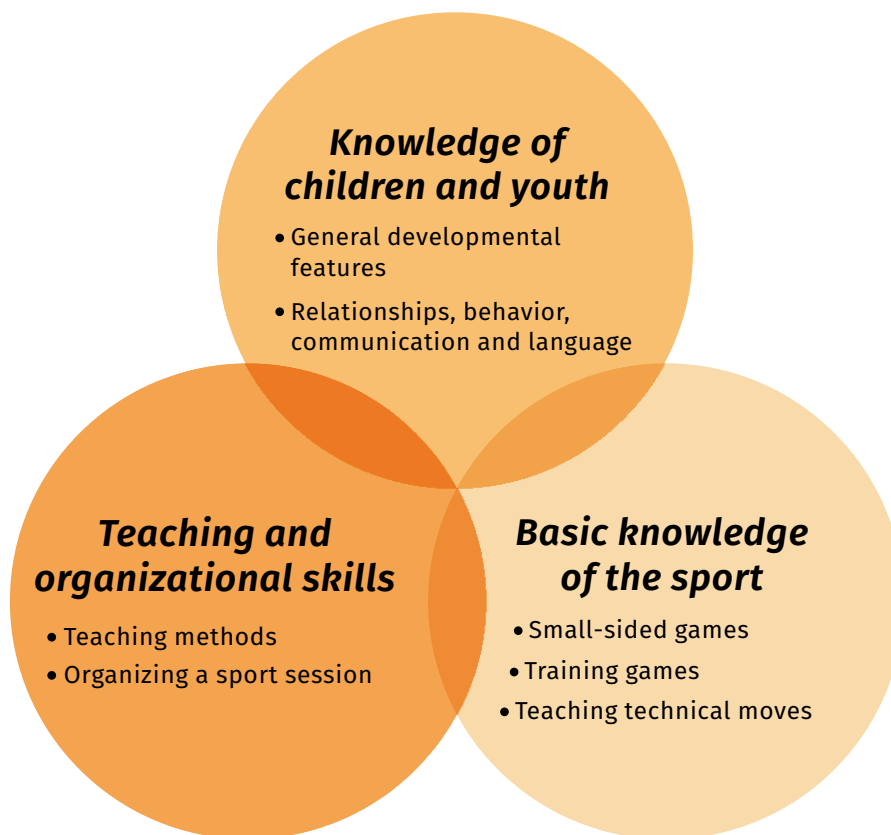 Knowledge of
children and youth
• General developmental
features
• Relationships, behavior,
communication and language
Teaching and
organizational skills
• Teaching methods
• Organizing a sport session
Basic knowledge
of the sport
• Small-sided games
• Training games
• Teaching technical moves